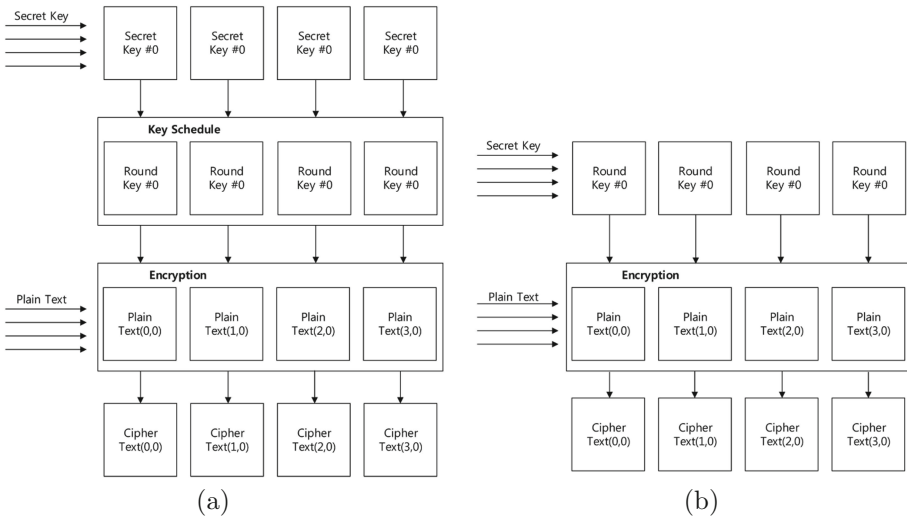 Secret Key
Secret
Key #0
Secret
Key #0
Secret
Key #0
Secret
Key #0
Key Schedule
Round
Key #0
Round
Key #0
Round
Key #0
Round
Key #0
Encryption
Plain Text
Plain
Text(0,0)
Plain
Text(1,0)
Plain
Text(2,0)
Plain
Text(3,0)
Cipher
Text(0,0)
Cipher
Text(1,0)
Cipher
Text(2,0)
Cipher
Text(3,0)
(a)
Secret Key
Round
Key #0
Round
Key #0
Round
Key #0
Round
Key #0
Encryption
Plain Text
Plain
Text(0,0)
Plain
Text(1,0)
Plain
Text(2,0)
Plain
Text(3,0)
Cipher
Text(0,0)
Cipher
Text(1,0)
Cipher
Text(2,0)
Cipher
Text(3,0)
(b)